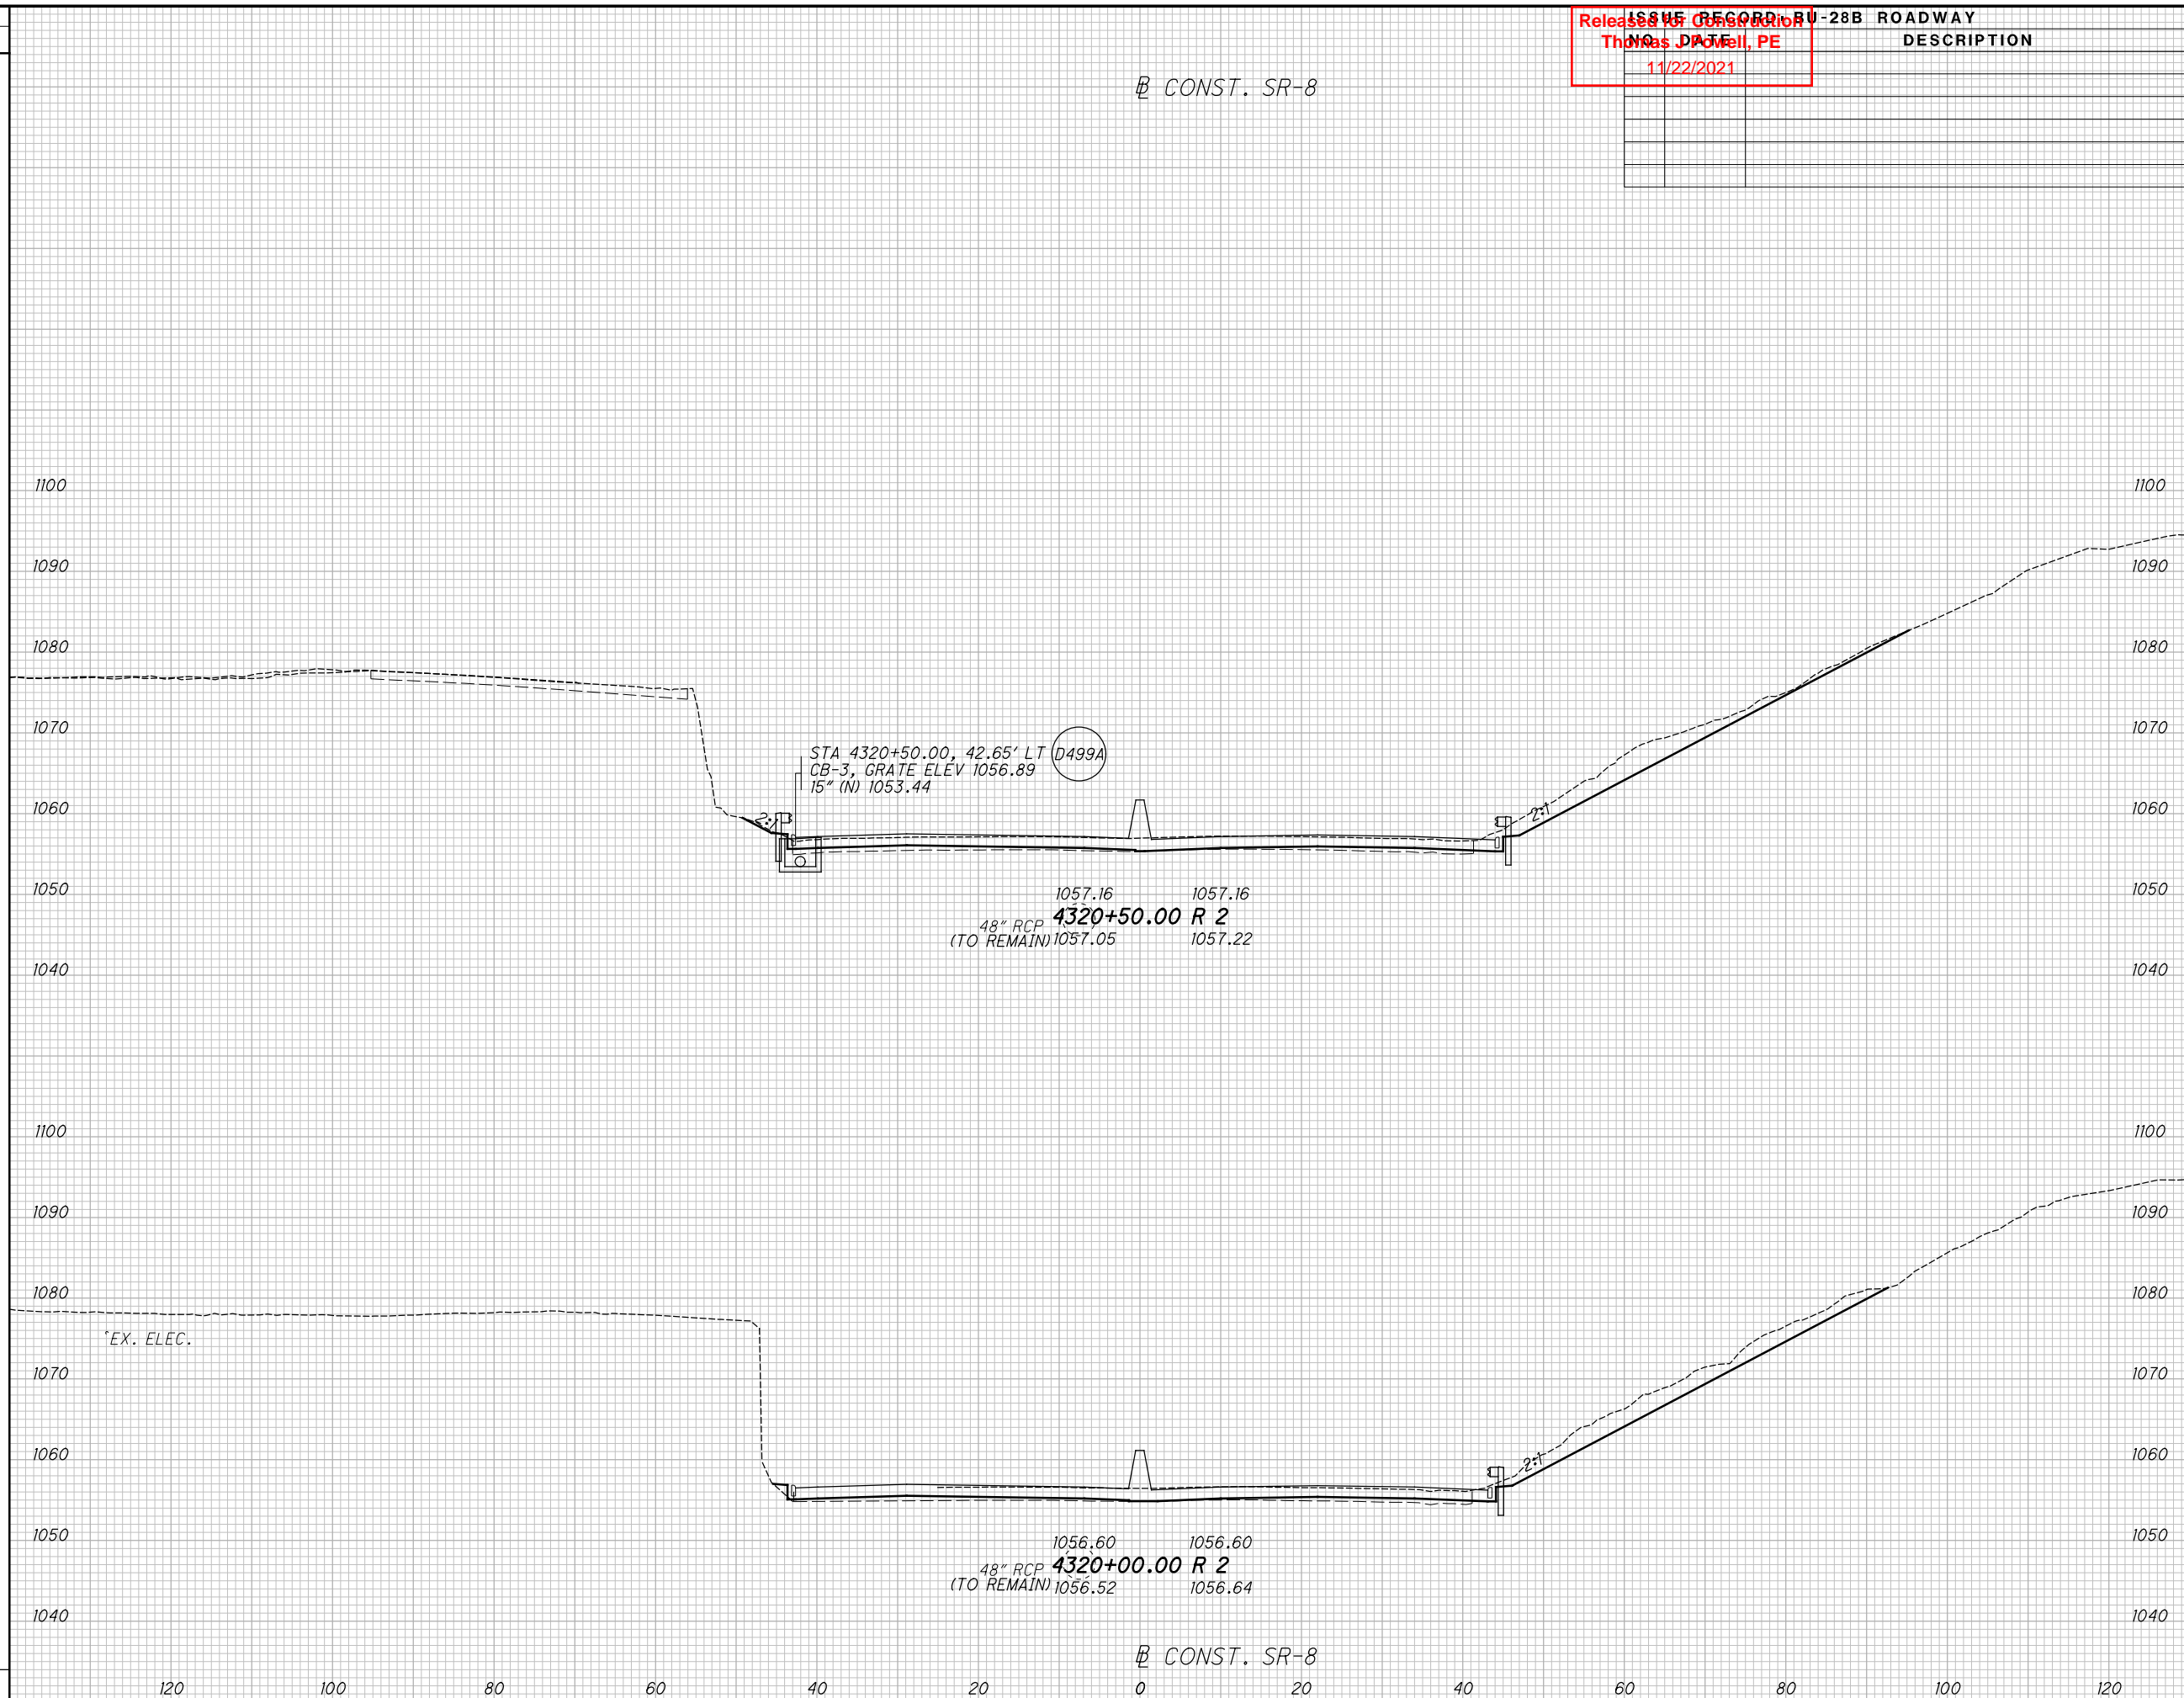 ISSUE RECORD: BU-28B ROADWAY
NO. DATE DESCRIPTION
Released for Construction
Thomas J Powell, PE
11/22/2021
℄ CONST. SR-8
1100 1100
1090 1090
1080 1080
1070 1070
STA 4320+50.00, 42.65' LT D499A
CB-3, GRATE ELEV 1056.89
15" (N) 1053.44
1060 2:1 2:1 1060
1050 1057.16 1057.16 1050
4320+50.00 R 2
48" RCP
(TO REMAIN) 1057.05 1057.22
1040 1040
1100 1100
1090 1090
1080 1080
EX. ELEC.
1070 1070
1060 2:1 1060
1050 1056.60 1056.60 1050
4320+00.00 R 2
48" RCP
(TO REMAIN) 1056.52 1056.64
1040 1040
℄ CONST. SR-8
120 100 80 60 40 20 0 20 40 60 80 100 120